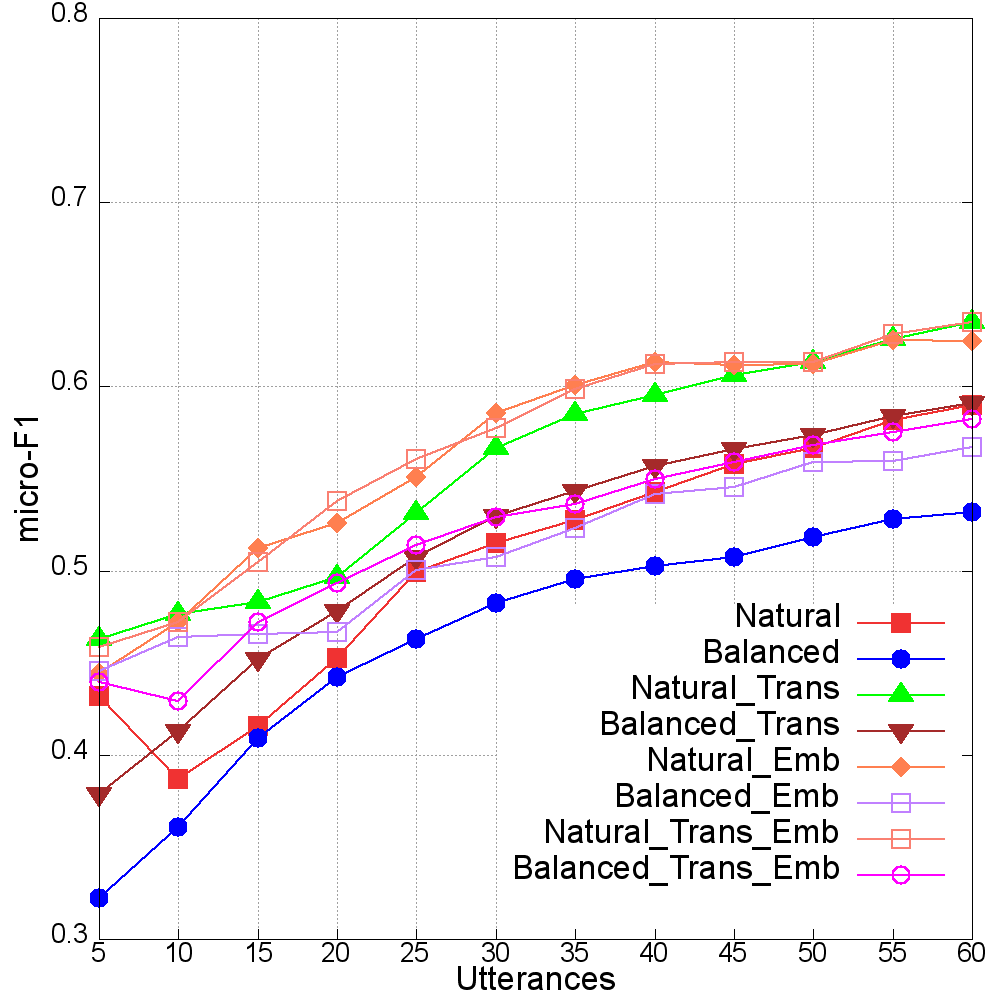 0.8
0.7
0.6
0.5
0.4
0.3
micro-F1
Natural
Balanced
Natural_Trans
Balanced_Trans
Natural_Emb
Balanced_Emb
Natural_Trans_Emb
Balanced_Trans_Emb
5 10 15 20 25 30 35 40 45 50 55 60
Utterances